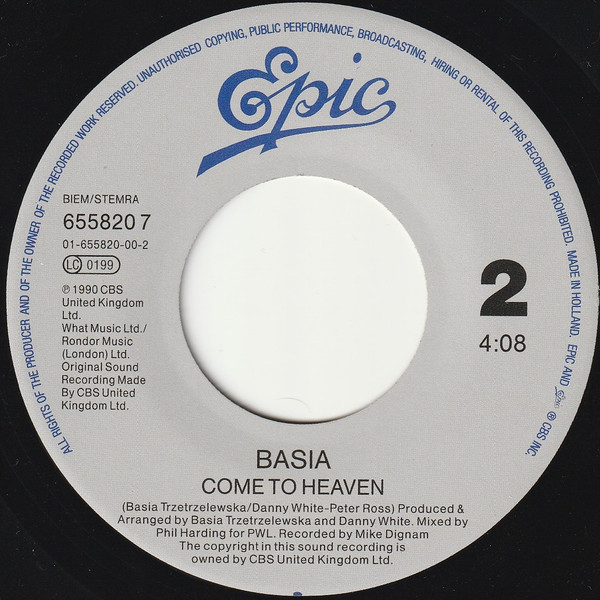 ALL RIGHTS OF THE PRODUCER AND OF THE OWNER OF THE RECORDED WORK RESERVED. UNAUTHORISED COPYING, PUBLIC PERFORMANCE, BROADCASTING, HIRING OR RENTAL OF THIS RECORDING PROHIBITED. MADE IN HOLLAND. EPIC AND Epic ® CBS INC.
Epic
BIEM/STEMRA
655820 7
01-655820-00-2
LC 0199
℗ 1990 CBS
United Kingdom
Ltd.
What Music Ltd./
Rondor Music
(London) Ltd.
Original Sound
Recording Made
By CBS United
Kingdom Ltd.
2
4:08
BASIA
COME TO HEAVEN
(Basia Trzetrzelewska/Danny White-Peter Ross) Produced &
Arranged by Basia Trzetrzelewska and Danny White. Mixed by
Phil Harding for PWL. Recorded by Mike Dignam
The copyright in this sound recording is
owned by CBS United Kingdom Ltd.